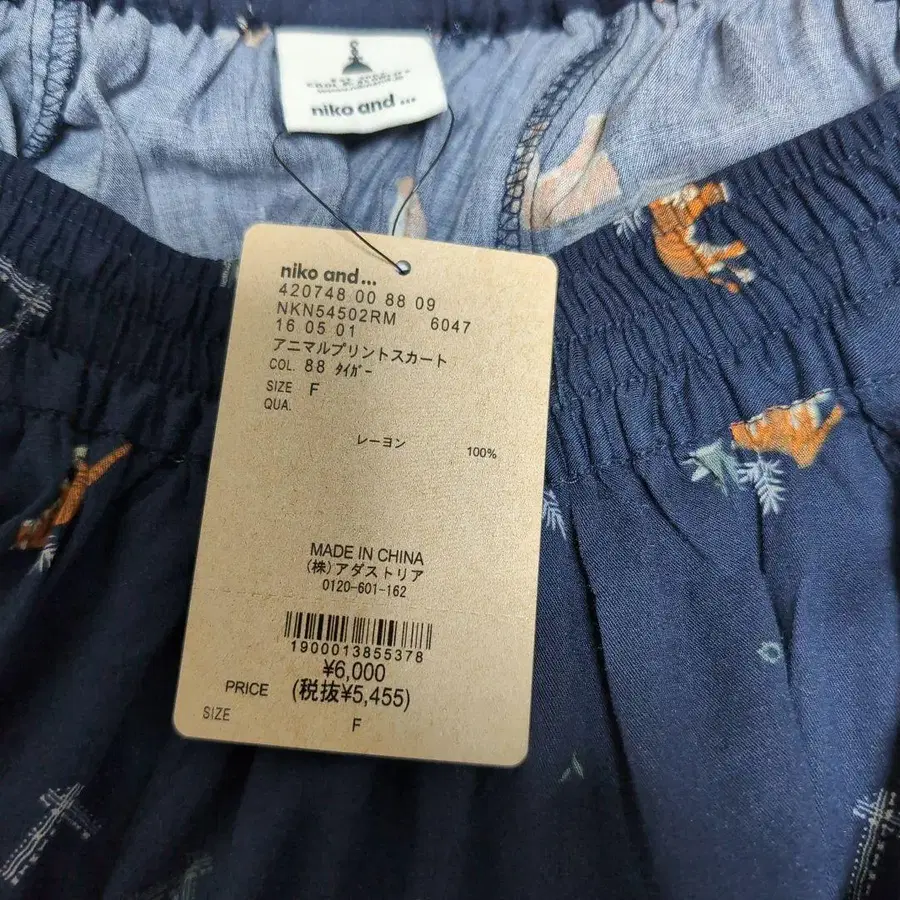 niko and ...
niko and ...
420748 00 88 09
NKN54502RM 6047
16 05 01
アニマルプリントスカート
COL. 88 ﾀｲｶﾞｰ
SIZE F
QUA.
レーヨン 100%
MADE IN CHINA
(株)アダストリア
0120-601-162
1900013855378
¥6,000
PRICE (税抜¥5,455)
SIZE F